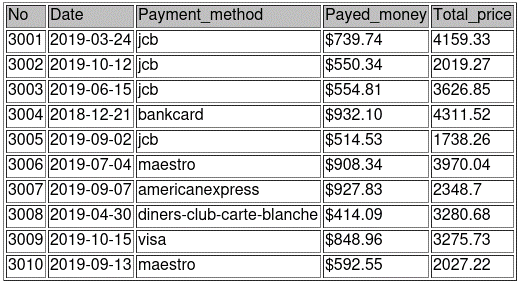 No Date Payment_method Payed_money Total_price
3001 2019-03-24 jcb $739.74 4159.33
3002 2019-10-12 jcb $550.34 2019.27
3003 2019-06-15 jcb $554.81 3626.85
3004 2018-12-21 bankcard $932.10 4311.52
3005 2019-09-02 jcb $514.53 1738.26
3006 2019-07-04 maestro $908.34 3970.04
3007 2019-09-07 americanexpress $927.83 2348.7
3008 2019-04-30 diners-club-carte-blanche $414.09 3280.68
3009 2019-10-15 visa $848.96 3275.73
3010 2019-09-13 maestro $592.55 2027.22